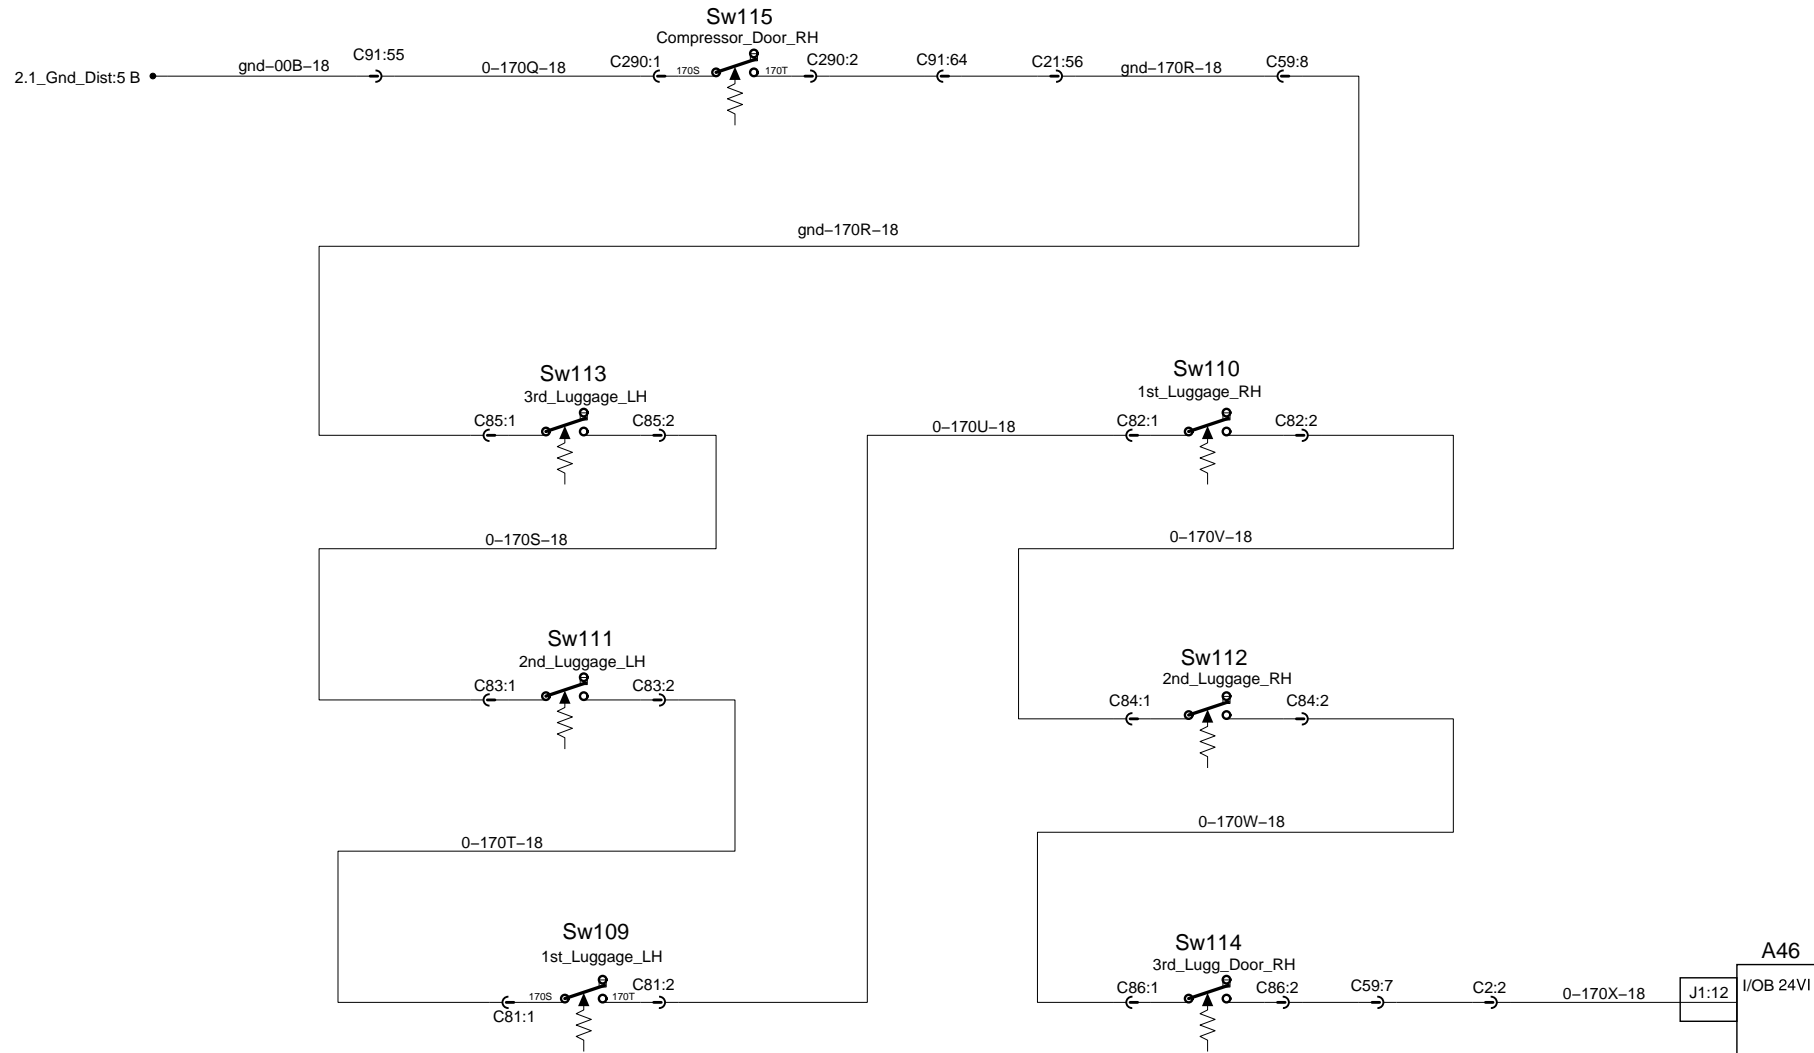 Sw115
Compressor_Door_RH
2.1_Gnd_Dist:5 B
gnd−00B−18
C91:55
0−170Q−18
C290:1
170S
170T
C290:2
C91:64
C21:56
gnd−170R−18
C59:8
gnd−170R−18
Sw113
3rd_Luggage_LH
C85:1
C85:2
Sw110
1st_Luggage_RH
0−170U−18
C82:1
C82:2
0−170S−18
0−170V−18
Sw111
2nd_Luggage_LH
C83:1
C83:2
Sw112
2nd_Luggage_RH
C84:1
C84:2
0−170T−18
0−170W−18
Sw109
1st_Luggage_LH
170S
170T
C81:2
C81:1
Sw114
3rd_Lugg_Door_RH
C86:1
C86:2
C59:7
C2:2
0−170X−18
J1:12
A46
I/OB 24VI